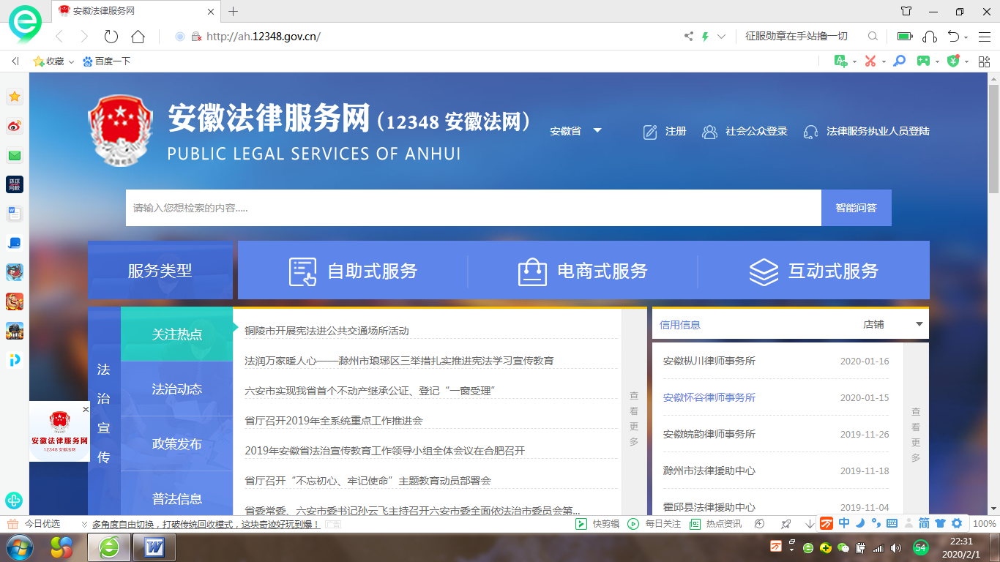 安徽法律服务网
http://ah.12348.gov.cn/
征服勋章在手站撸一切
收藏
百度一下
环球网校
安徽法律服务网（12348 安徽法网）
PUBLIC LEGAL SERVICES OF ANHUI
安徽省
注册
社会公众登录
法律服务执业人员登陆
请输入您想检索的内容.....
智能问答
服务类型
自助式服务
电商式服务
互动式服务
法治宣传
关注热点
法治动态
政策发布
普法信息
铜陵市开展宪法进公共交通场所活动
法润万家暖人心——滁州市琅琊区三举措扎实推进宪法学习宣传教育
六安市实现我省首个不动产继承公证、登记“一窗受理”
省厅召开2019年全系统重点工作推进会
2019年安徽省法治宣传教育工作领导小组全体会议在合肥召开
省厅召开“不忘初心、牢记使命”主题教育动员部署会
省委常委、六安市委书记孙云飞主持召开六安市委全面依法治市委员会第...
查看更多
信用信息
店铺
安徽枞川律师事务所 2020-01-16
安徽怀谷律师事务所 2020-01-15
安徽皖韵律师事务所 2019-11-26
滁州市法律援助中心 2019-11-18
霍邱县法律援助中心 2019-11-04
查看更多
安徽法律服务网
12348 安徽法网
今日优选
多角度自由切换，打破传统回收模式，这块奇迹好玩到爆！
广告
快剪辑
每日关注
热点资讯
中
简
100%
54
22:31
2020/2/1